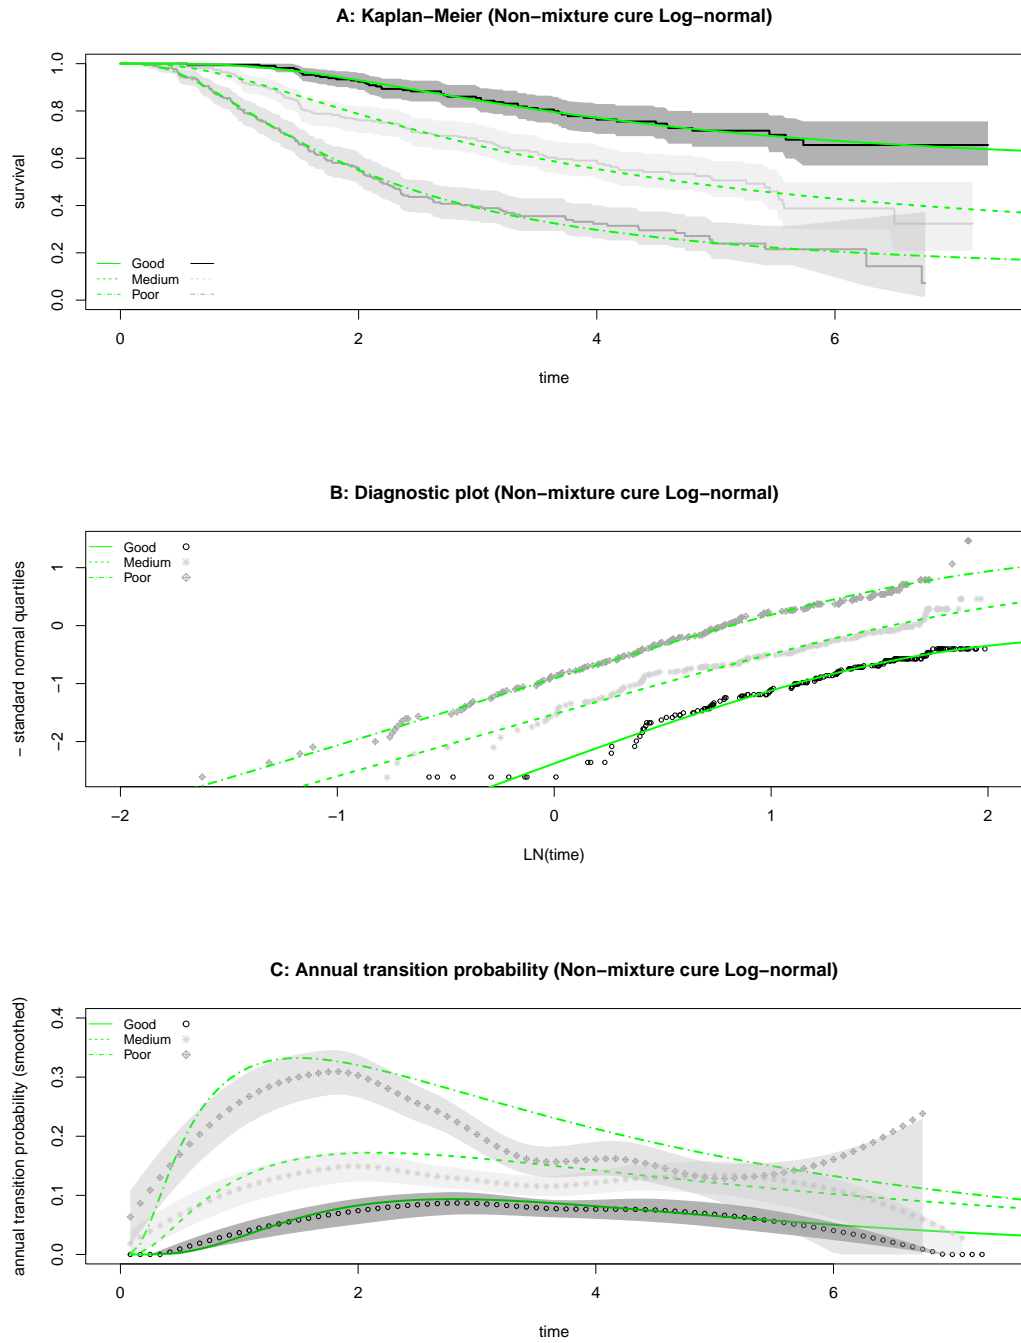 A: Kaplan−Meier (Non−mixture cure Log−normal)
survival
1.0
0.8
0.6
0.4
0.2
0.0
Good
Medium
Poor
0 2 4 6
time
B: Diagnostic plot (Non−mixture cure Log−normal)
− standard normal quartiles
1
0
−1
−2
Good
Medium
Poor
−2 −1 0 1 2
LN(time)
C: Annual transition probability (Non−mixture cure Log−normal)
annual transition probability (smoothed)
0.4
0.3
0.2
0.1
0.0
Good
Medium
Poor
0 2 4 6
time